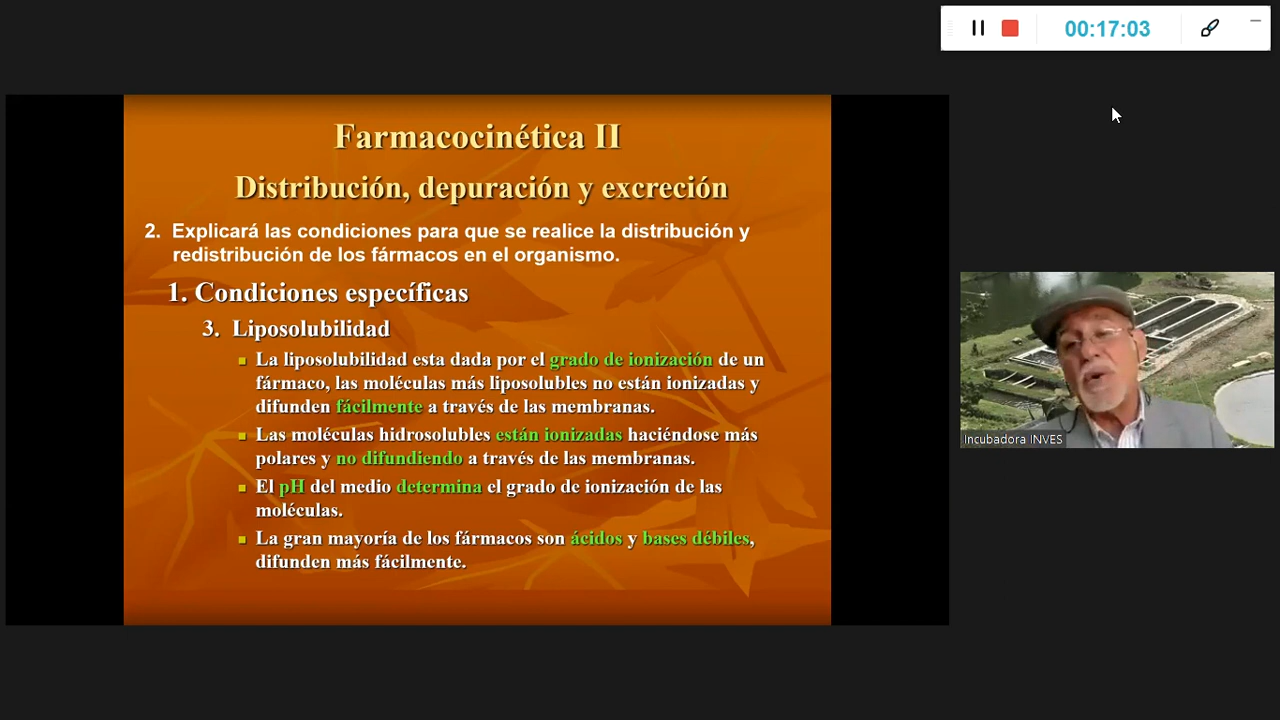 00:17:03
Farmacocinética II
Distribución, depuración y excreción
2. Explicará las condiciones para que se realice la distribución y
redistribución de los fármacos en el organismo.
1. Condiciones específicas
3. Liposolubilidad
La liposolubilidad esta dada por el grado de ionización de un
fármaco, las moléculas más liposolubles no están ionizadas y
difunden fácilmente a través de las membranas.
Las moléculas hidrosolubles están ionizadas haciéndose más
polares y no difundiendo a través de las membranas.
El pH del medio determina el grado de ionización de las
moléculas.
La gran mayoría de los fármacos son ácidos y bases débiles,
difunden más fácilmente.
Incubadora INVES